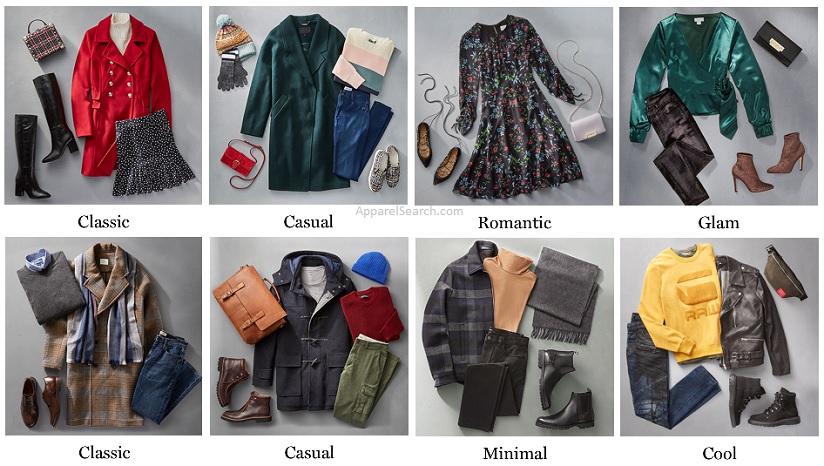 Classic
Casual
Romantic
Glam
ApparelSearch.com
RAW
Classic
Casual
Minimal
Cool